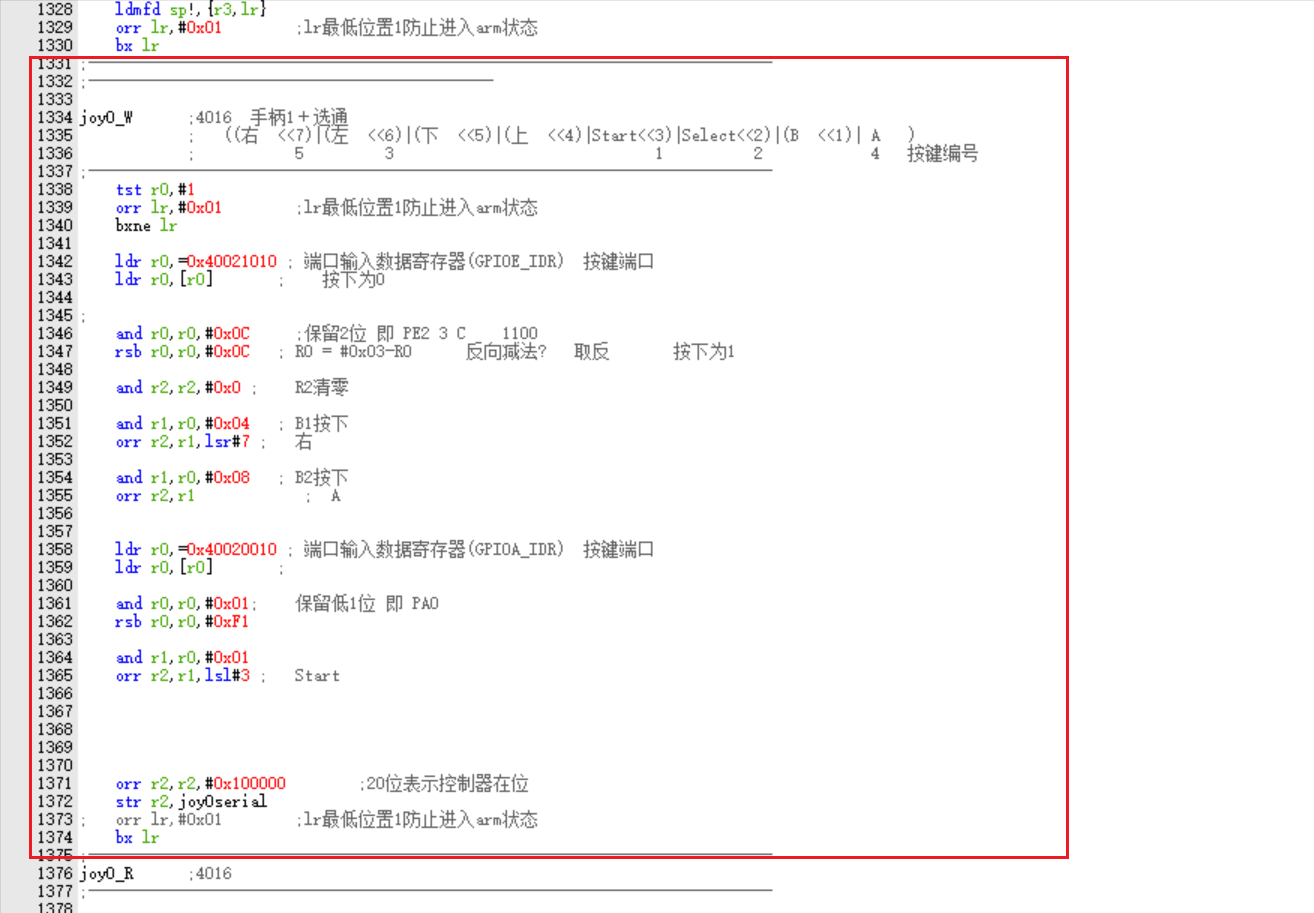 1328 ldmfd sp!,{r3,lr}
1329 orr lr,#0x01 ;lr最低位置1防止进入arm状态
1330 bx lr
1331 ;
1332 ;
1333
1334 joy0_W ;4016 手柄1＋选通
1335 ; ((右 <<7)|(左 <<6)|(下 <<5)|(上 <<4)|Start<<3)|Select<<2)|(B <<1)| A )
1336 ; 5 3 1 2 4 按键编号
1337 ;
1338 tst r0,#1
1339 orr lr,#0x01 ;lr最低位置1防止进入arm状态
1340 bxne lr
1341
1342 ldr r0,=0x40021010 ; 端口输入数据寄存器(GPIOE_IDR) 按键端口
1343 ldr r0,[r0] ; 按下为0
1344
1345 ;
1346 and r0,r0,#0x0C ;保留2位 即 PE2 3 C 1100
1347 rsb r0,r0,#0x0C ; R0 = #0x03-R0 反向减法? 取反 按下为1
1348
1349 and r2,r2,#0x0 ; R2清零
1350
1351 and r1,r0,#0x04 ; B1按下
1352 orr r2,r1,lsr#7 ; 右
1353
1354 and r1,r0,#0x08 ; B2按下
1355 orr r2,r1 ; A
1356
1357
1358 ldr r0,=0x40020010 ; 端口输入数据寄存器(GPIOA_IDR) 按键端口
1359 ldr r0,[r0] ;
1360
1361 and r0,r0,#0x01; 保留低1位 即 PA0
1362 rsb r0,r0,#0xF1
1363
1364 and r1,r0,#0x01
1365 orr r2,r1,lsl#3 ; Start
1366
1367
1368
1369
1370
1371 orr r2,r2,#0x100000 ;20位表示控制器在位
1372 str r2,joy0serial
1373 ; orr lr,#0x01 ;lr最低位置1防止进入arm状态
1374 bx lr
1375 ;
1376 joy0_R ;4016
1377 ;
1378